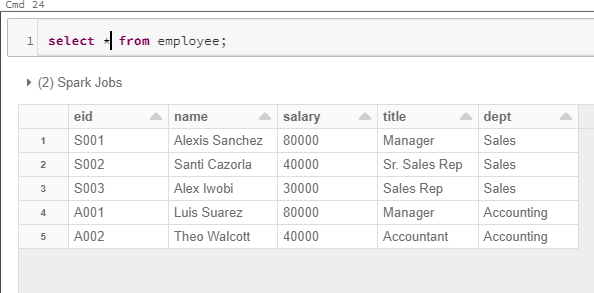 Cmd 24
1 select * from employee;
(2) Spark Jobs
eid name salary title dept
1 S001 Alexis Sanchez 80000 Manager Sales
2 S002 Santi Cazorla 40000 Sr. Sales Rep Sales
3 S003 Alex Iwobi 30000 Sales Rep Sales
4 A001 Luis Suarez 80000 Manager Accounting
5 A002 Theo Walcott 40000 Accountant Accounting